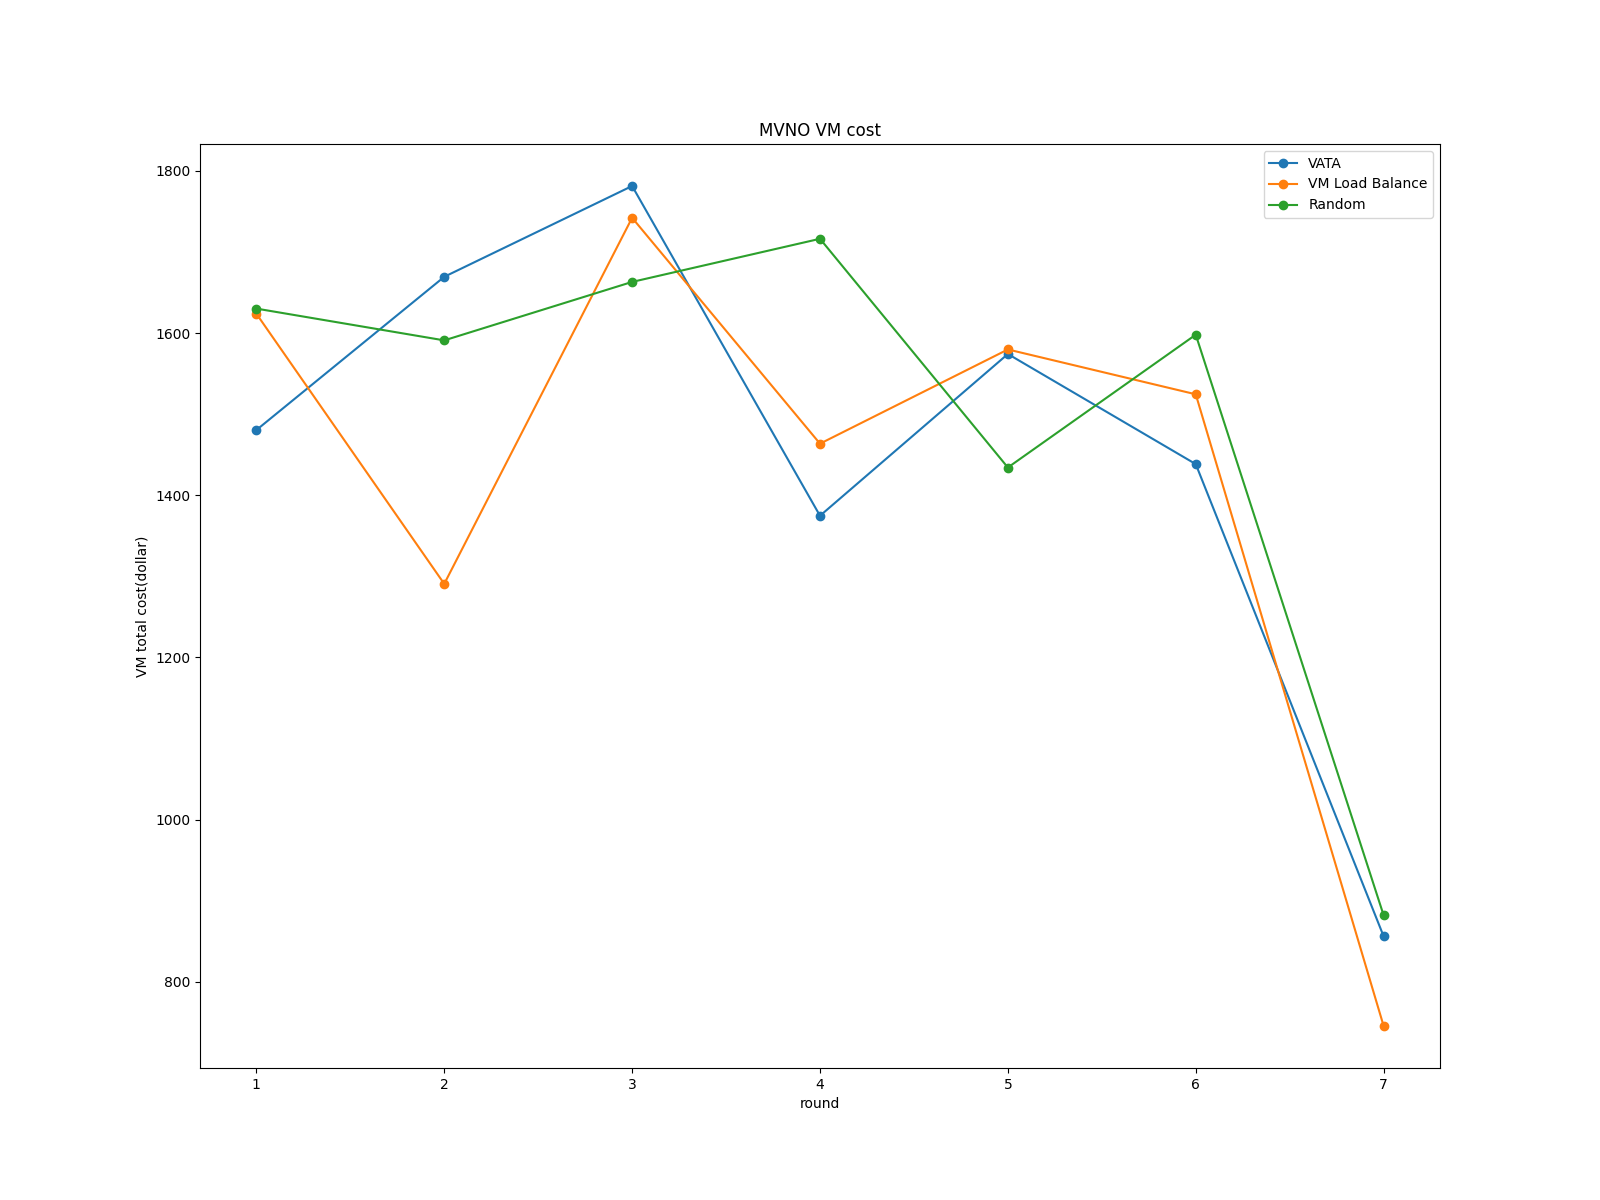 MVNO VM cost
VATA
VM Load Balance
Random
1800
1600
1400
1200
1000
800
VM total cost(dollar)
1 2 3 4 5 6 7
round